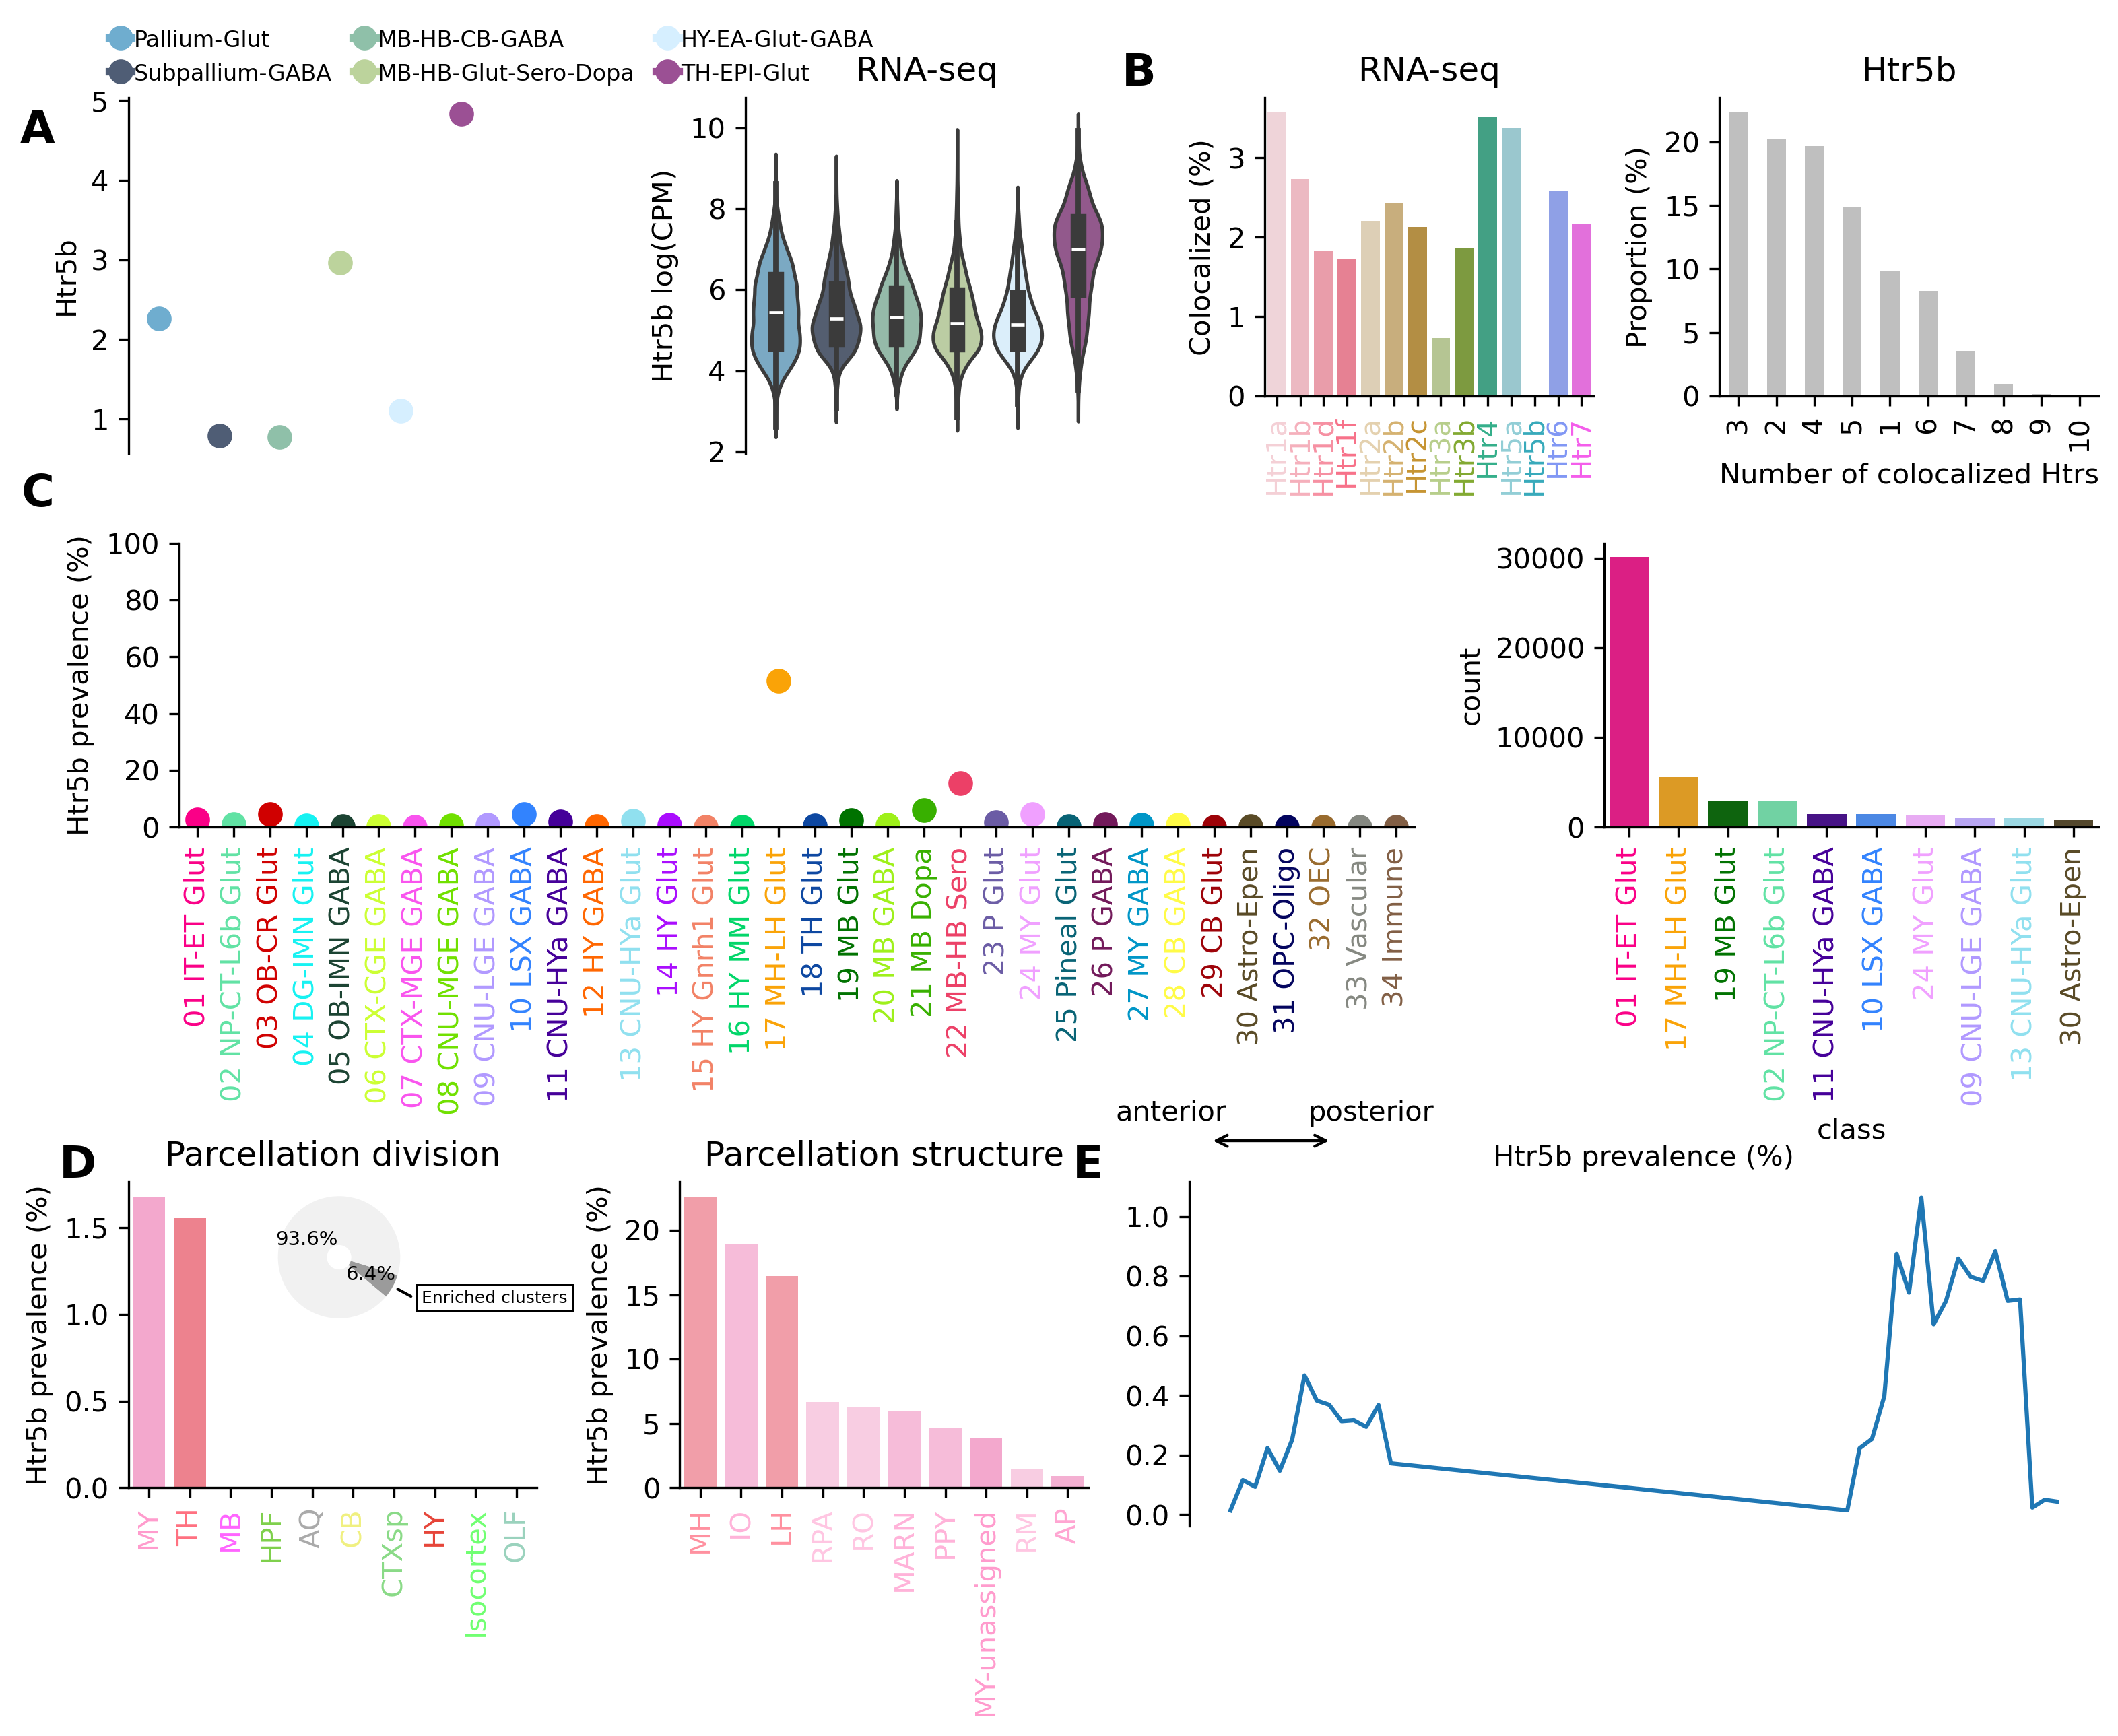 Pallium-Glut
Subpallium-GABA
MB-HB-CB-GABA
MB-HB-Glut-Sero-Dopa
HY-EA-Glut-GABA
TH-EPI-Glut
A
Htr5b
5
4
3
2
1
RNA-seq
Htr5b log(CPM)
10
8
6
4
2
B
RNA-seq
Colocalized (%)
3
2
1
0
Htr1a
Htr1b
Htr1d
Htr1f
Htr2a
Htr2b
Htr2c
Htr3a
Htr3b
Htr4
Htr5a
Htr5b
Htr6
Htr7
Htr5b
Proportion (%)
20
15
10
5
0
3
2
4
5
1
6
7
8
9
10
Number of colocalized Htrs
C
Htr5b prevalence (%)
100
80
60
40
20
0
01 IT-ET Glut
02 NP-CT-L6b Glut
03 OB-CR Glut
04 DG-IMN Glut
05 OB-IMN GABA
06 CTX-CGE GABA
07 CTX-MGE GABA
08 CNU-MGE GABA
09 CNU-LGE GABA
10 LSX GABA
11 CNU-HYa GABA
12 HY GABA
13 CNU-HYa Glut
14 HY Glut
15 HY Gnrh1 Glut
16 HY MM Glut
17 MH-LH Glut
18 TH Glut
19 MB Glut
20 MB GABA
21 MB Dopa
22 MB-HB Sero
23 P Glut
24 MY Glut
25 Pineal Glut
26 P GABA
27 MY GABA
28 CB GABA
29 CB Glut
30 Astro-Epen
31 OPC-Oligo
32 OEC
33 Vascular
34 Immune
count
30000
20000
10000
0
01 IT-ET Glut
17 MH-LH Glut
19 MB Glut
02 NP-CT-L6b Glut
11 CNU-HYa GABA
10 LSX GABA
24 MY Glut
09 CNU-LGE GABA
13 CNU-HYa Glut
30 Astro-Epen
class
D
Parcellation division
Htr5b prevalence (%)
1.5
1.0
0.5
0.0
93.6%
6.4%
Enriched clusters
MY
TH
MB
HPF
AQ
CB
CTXsp
HY
Isocortex
OLF
Parcellation structure
Htr5b prevalence (%)
20
15
10
5
0
MH
IO
LH
RPA
RO
MARN
PPY
MY-unassigned
RM
AP
E
anterior
posterior
Htr5b prevalence (%)
1.0
0.8
0.6
0.4
0.2
0.0